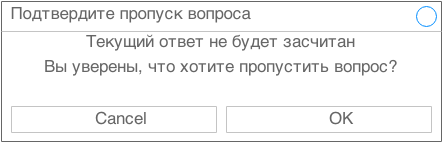 Подтвердите пропуск вопроса
Текущий ответ не будет засчитан
Вы уверены, что хотите пропустить вопрос?
Cancel OK